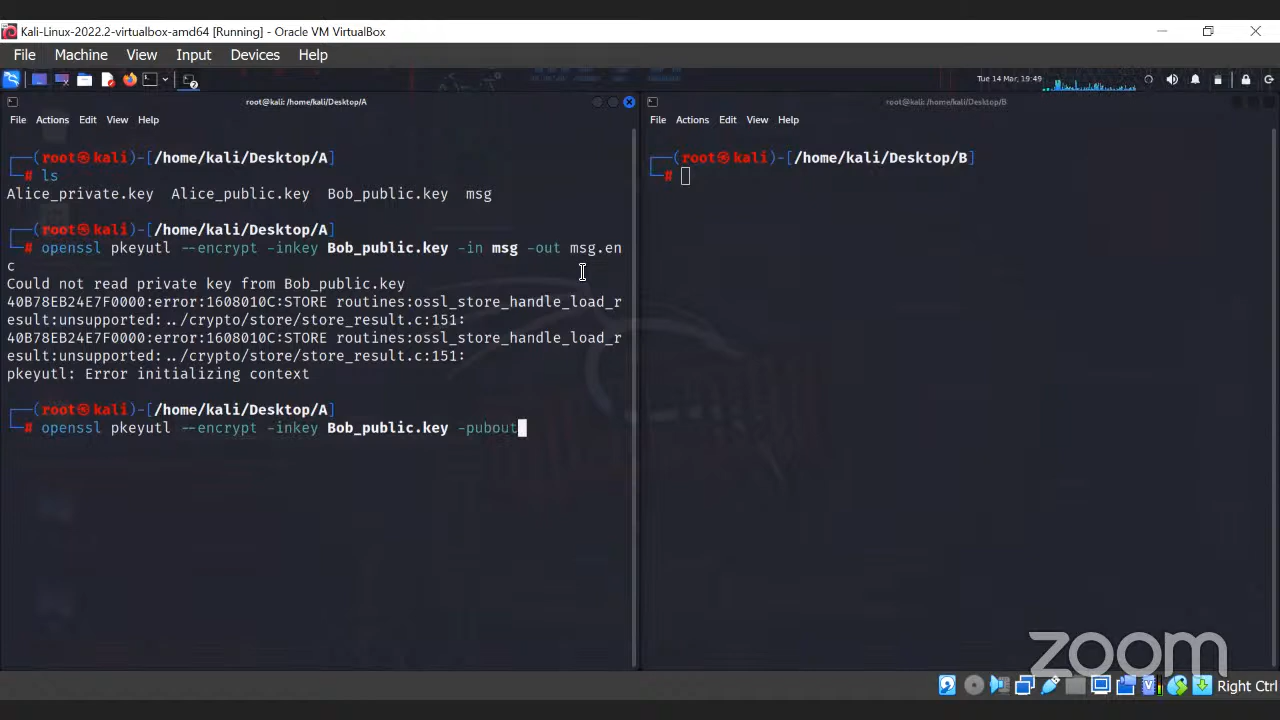 Kali-Linux-2022.2-virtualbox-amd64 [Running] - Oracle VM VirtualBox
File Machine View Input Devices Help
Tue 14 Mar, 19:49
root@kali: /home/kali/Desktop/A
File Actions Edit View Help
┌──(root㉿kali)-[/home/kali/Desktop/A]
└─# ls
Alice_private.key Alice_public.key Bob_public.key msg
┌──(root㉿kali)-[/home/kali/Desktop/A]
└─# openssl pkeyutl --encrypt -inkey Bob_public.key -in msg -out msg.en
c
Could not read private key from Bob_public.key
40B78EB24E7F0000:error:1608010C:STORE routines:ossl_store_handle_load_r
esult:unsupported:../crypto/store/store_result.c:151:
40B78EB24E7F0000:error:1608010C:STORE routines:ossl_store_handle_load_r
esult:unsupported:../crypto/store/store_result.c:151:
pkeyutl: Error initializing context
┌──(root㉿kali)-[/home/kali/Desktop/A]
└─# openssl pkeyutl --encrypt -inkey Bob_public.key -pubout
root@kali: /home/kali/Desktop/B
File Actions Edit View Help
┌──(root㉿kali)-[/home/kali/Desktop/B]
└─#
zoom
Right Ctrl